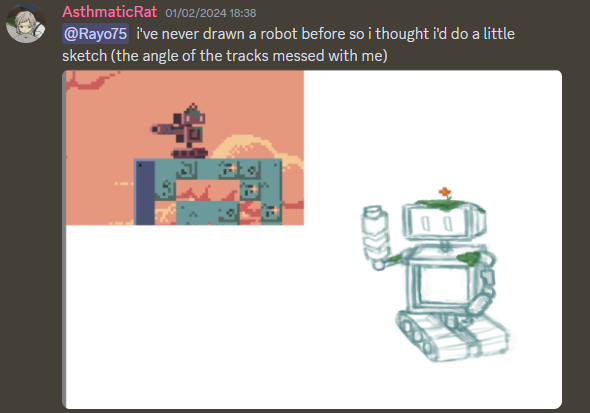 AsthmaticRat 01/02/2024 18:38
@Rayo75 i've never drawn a robot before so i thought i'd do a little
sketch (the angle of the tracks messed with me)